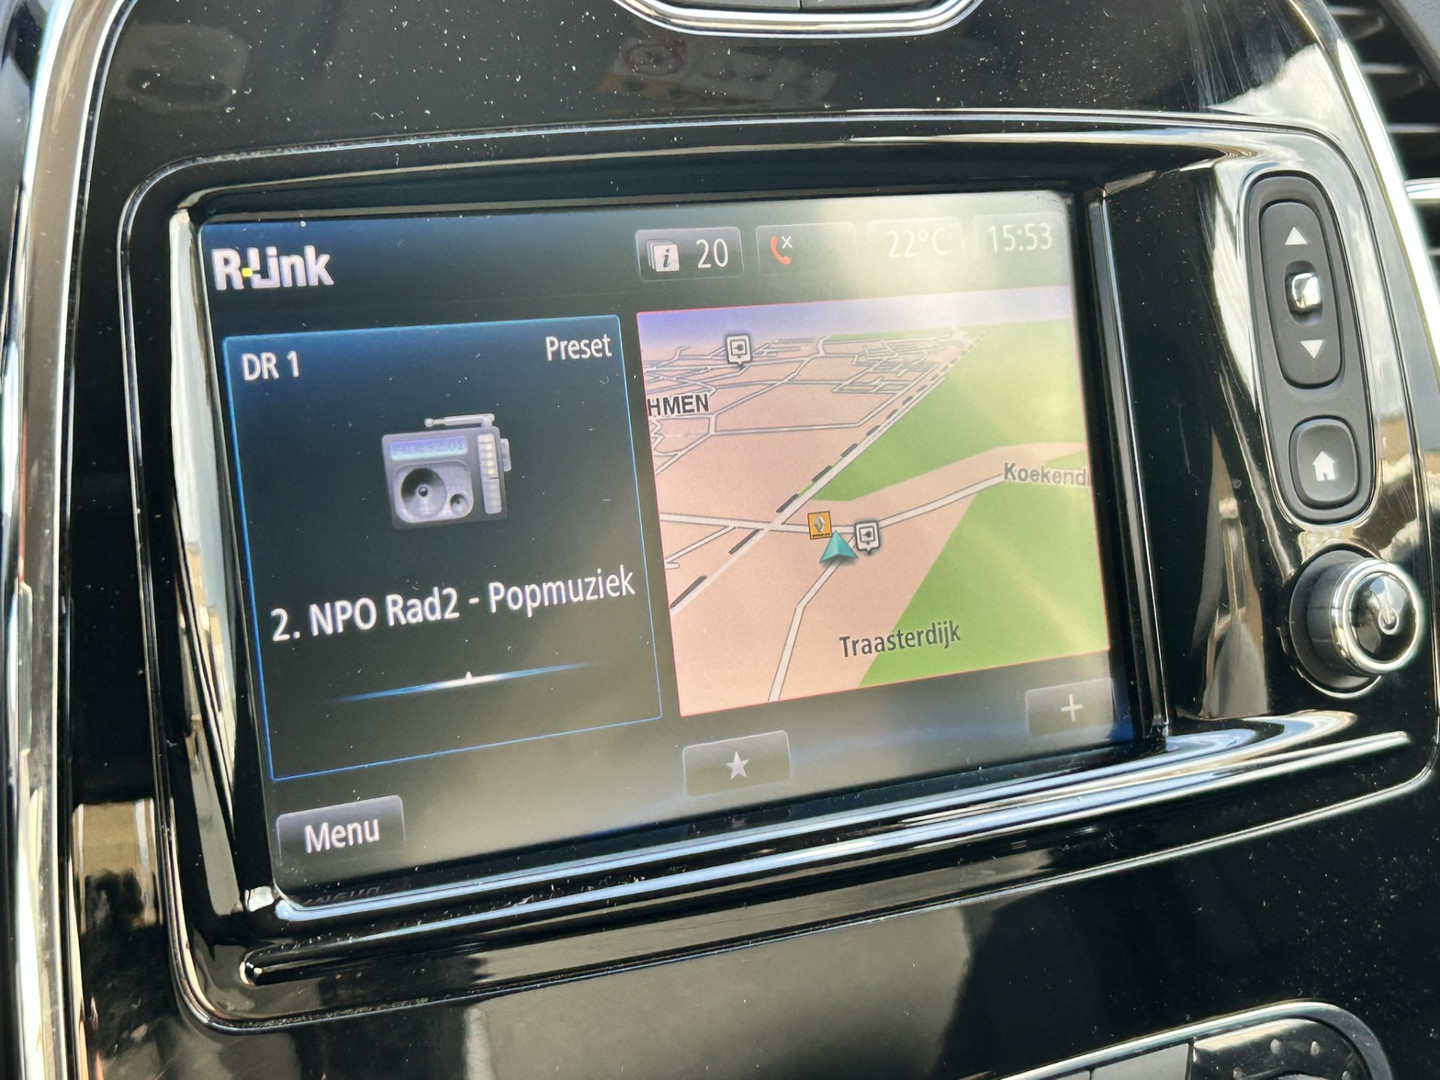 R-Link
20
22°C
15:53
DR 1
Preset
2. NPO Rad2 - Popmuziek
HMEN
Koekend
Traasterdijk
+
★
Menu